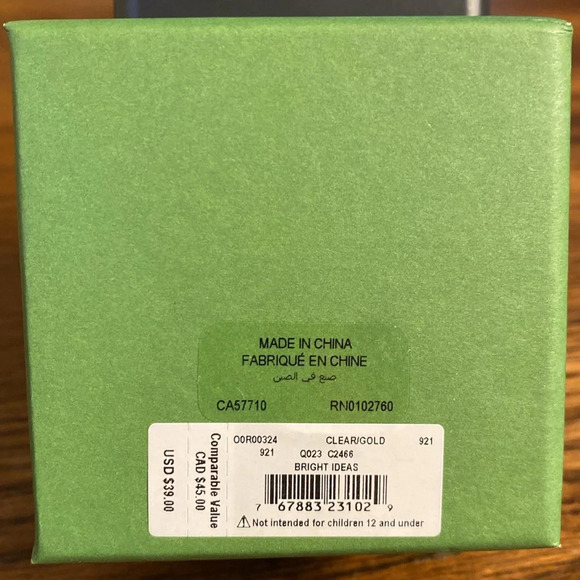 MADE IN CHINA
FABRIQUÉ EN CHINE
صنع في الصين
CA57710 RN0102760
O0R00324 CLEAR/GOLD 921
921 Q023 C2466
BRIGHT IDEAS
7 67883 23102 9
⚠ Not intended for children 12 and under
Comparable Value
CAD $45.00
USD $39.00